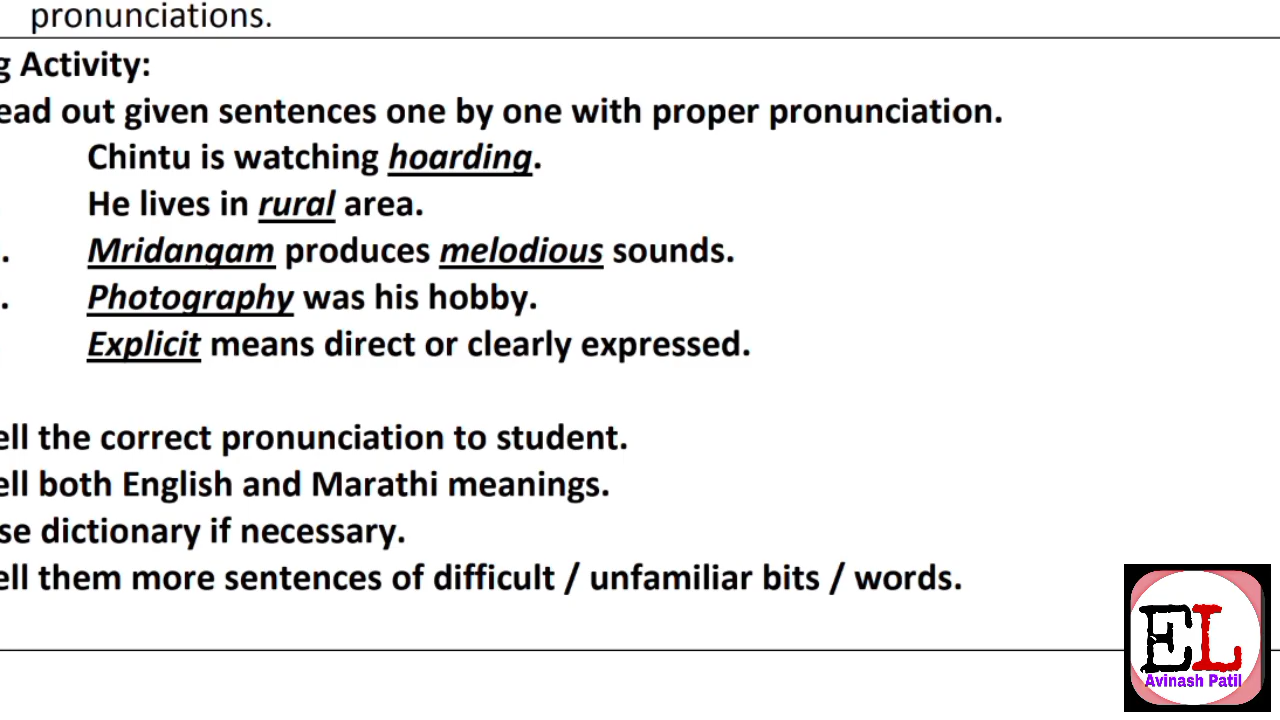 pronunciations.
g Activity:
ead out given sentences one by one with proper pronunciation.
Chintu is watching hoarding.
He lives in rural area.
. Mridangam produces melodious sounds.
. Photography was his hobby.
Explicit means direct or clearly expressed.
ell the correct pronunciation to student.
ell both English and Marathi meanings.
se dictionary if necessary.
ell them more sentences of difficult / unfamiliar bits / words.
EL
Avinash Patil